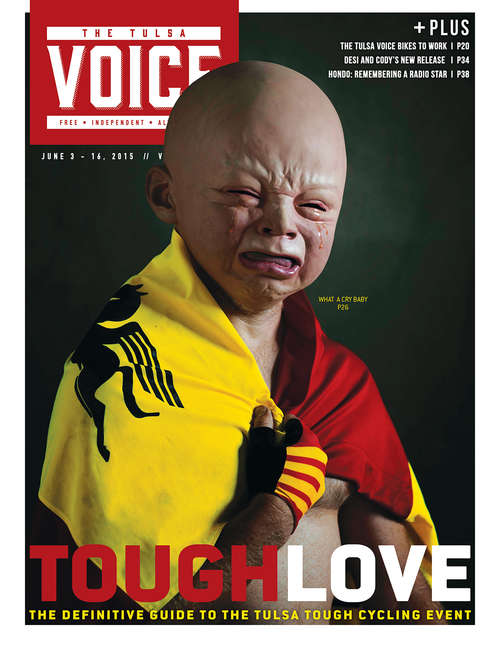 THE TULSA
VOICE
FREE • INDEPENDENT •
JUNE 3 - 16, 2015 //
+PLUS
THE TULSA VOICE BIKES TO WORK | P20
DESI AND CODY'S NEW RELEASE | P34
HONDO: REMEMBERING A RADIO STAR | P38
WHAT A CRY BABY
P26
TOUGHLOVE
THE DEFINITIVE GUIDE TO THE TULSA TOUGH CYCLING EVENT